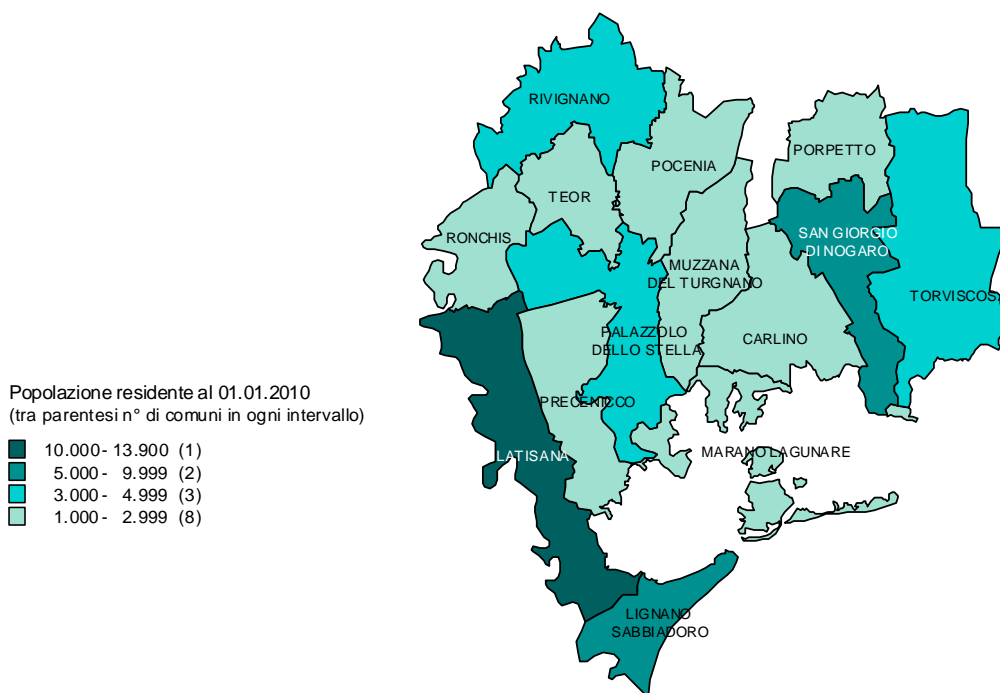 RIVIGNANO
PORPETTO
POCENIA
TEOR
RONCHIS
SAN GIORGIO
DI NOGARO
MUZZANA
DEL TURGNANO
TORVISCOSA
PALAZZOLO
DELLO STELLA
CARLINO
PRECENICCO
LATISANA
MARANO LAGUNARE
LIGNANO
SABBIADORO
Popolazione residente al 01.01.2010
(tra parentesi n° di comuni in ogni intervallo)
10.000 - 13.900 (1)
5.000 - 9.999 (2)
3.000 - 4.999 (3)
1.000 - 2.999 (8)